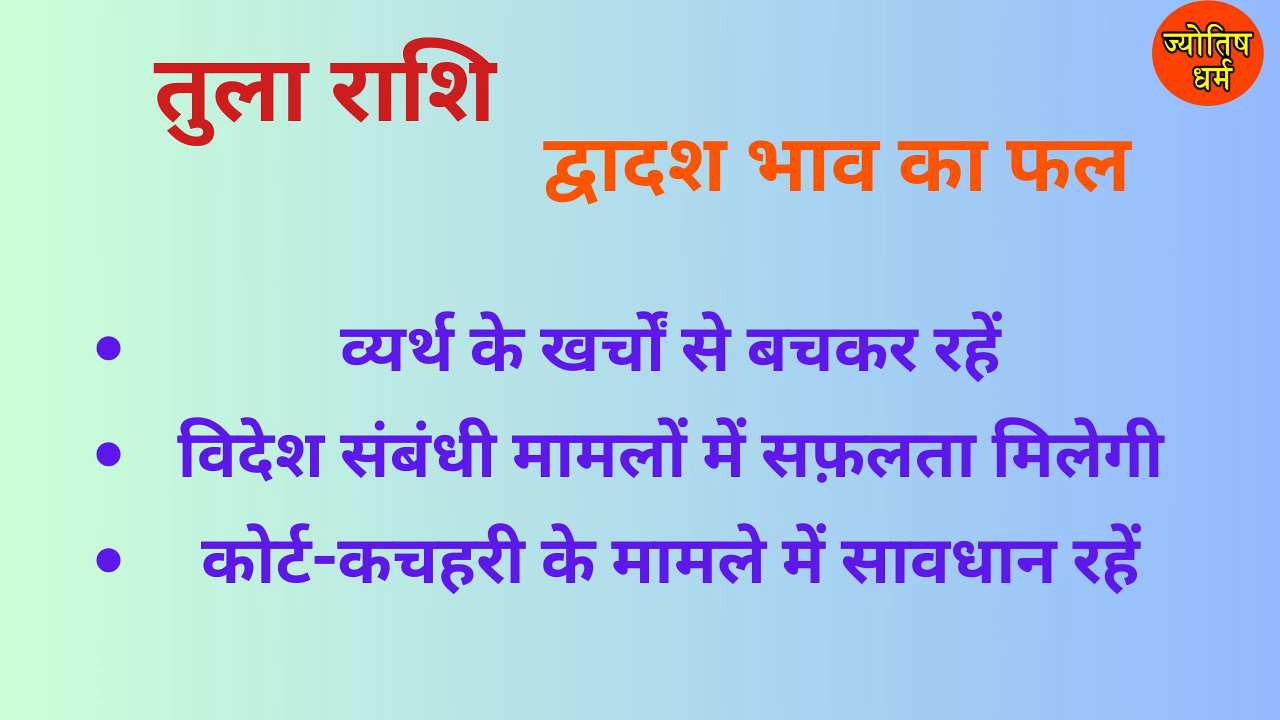 ज्योतिष
धर्म
तुला राशि
द्वादश भाव का फल
• व्यर्थ के खर्चों से बचकर रहें
• विदेश संबंधी मामलों में सफ़लता मिलेगी
• कोर्ट-कचहरी के मामले में सावधान रहें